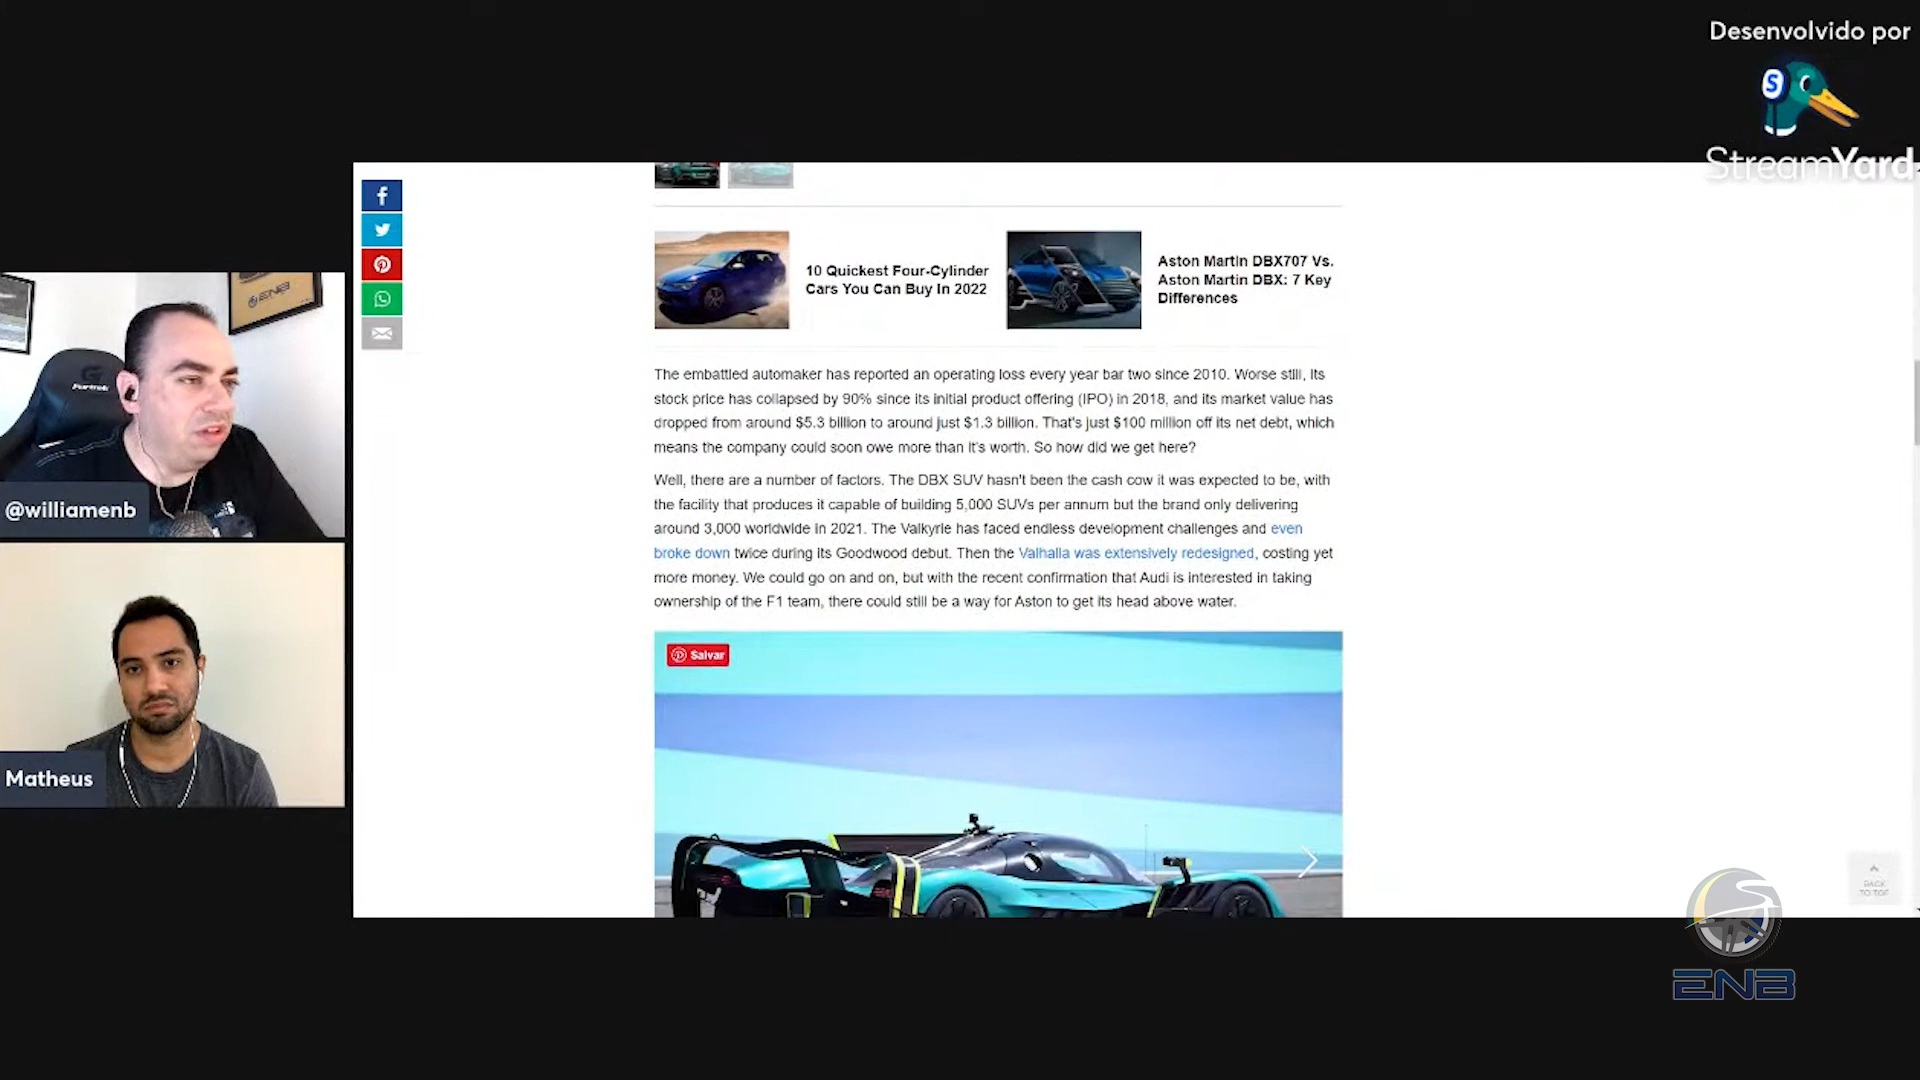 Desenvolvido por
StreamYard
10 Quickest Four-Cylinder
Cars You Can Buy In 2022
Aston Martin DBX707 Vs.
Aston Martin DBX: 7 Key
Differences
The embattled automaker has reported an operating loss every year bar two since 2010. Worse still, its
stock price has collapsed by 90% since its initial product offering (IPO) in 2018, and its market value has
dropped from around $5.3 billion to around just $1.3 billion. That's just $100 million off its net debt, which
means the company could soon owe more than it's worth. So how did we get here?
Well, there are a number of factors. The DBX SUV hasn't been the cash cow it was expected to be, with
the facility that produces it capable of building 5,000 SUVs per annum but the brand only delivering
around 3,000 worldwide in 2021. The Valkyrie has faced endless development challenges and even
broke down twice during its Goodwood debut. Then the Valhalla was extensively redesigned, costing yet
more money. We could go on and on, but with the recent confirmation that Audi is interested in taking
ownership of the F1 team, there could still be a way for Aston to get its head above water.
Salvar
ENB
Fortrek
@williamenb
Matheus
BACK
TO TOP
ENB